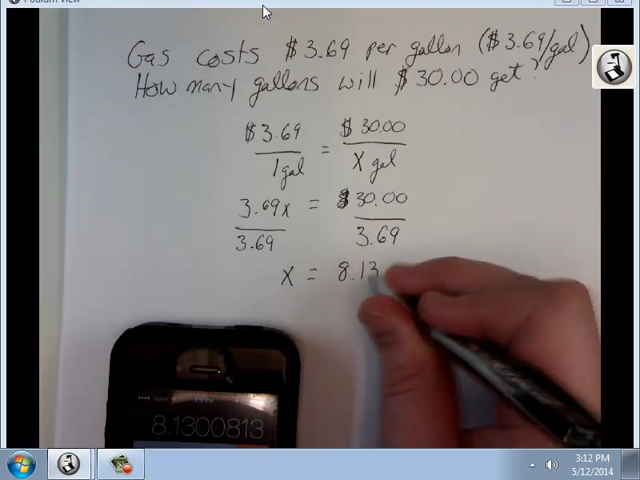 Podium View
Gas costs $3.69 per gallon ($3.69/gal)
How many gallons will $30.00 get?
$3.69 = $30.00
1gal x gal
3.69x = 30.00
3.69 3.69
x = 8.13
8.1300813
3:12 PM
5/12/2014